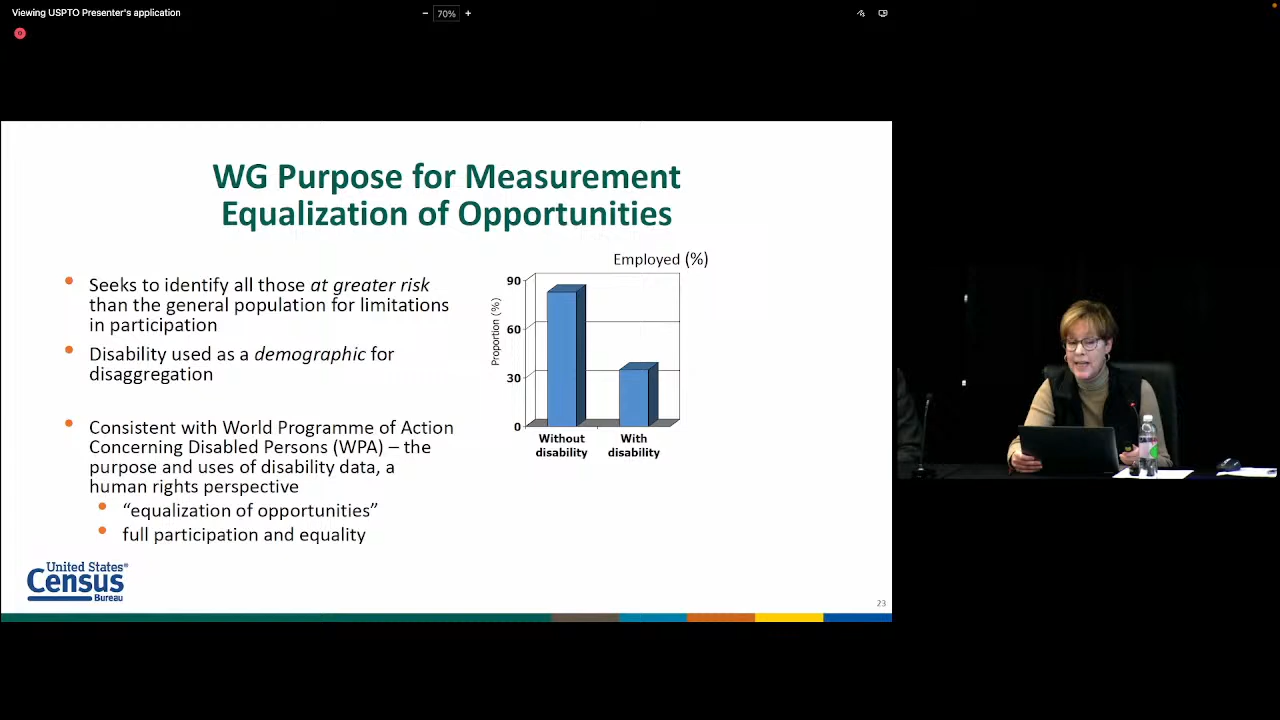 Viewing USPTO Presenter's application
− 70% +
WG Purpose for Measurement
Equalization of Opportunities
Seeks to identify all those at greater risk
than the general population for limitations
in participation
Disability used as a demographic for
disaggregation
Consistent with World Programme of Action
Concerning Disabled Persons (WPA) – the
purpose and uses of disability data, a
human rights perspective
“equalization of opportunities”
full participation and equality
Employed (%)
Proportion (%)
90
60
30
0
Without
disability
With
disability
United States®
Census
Bureau
23